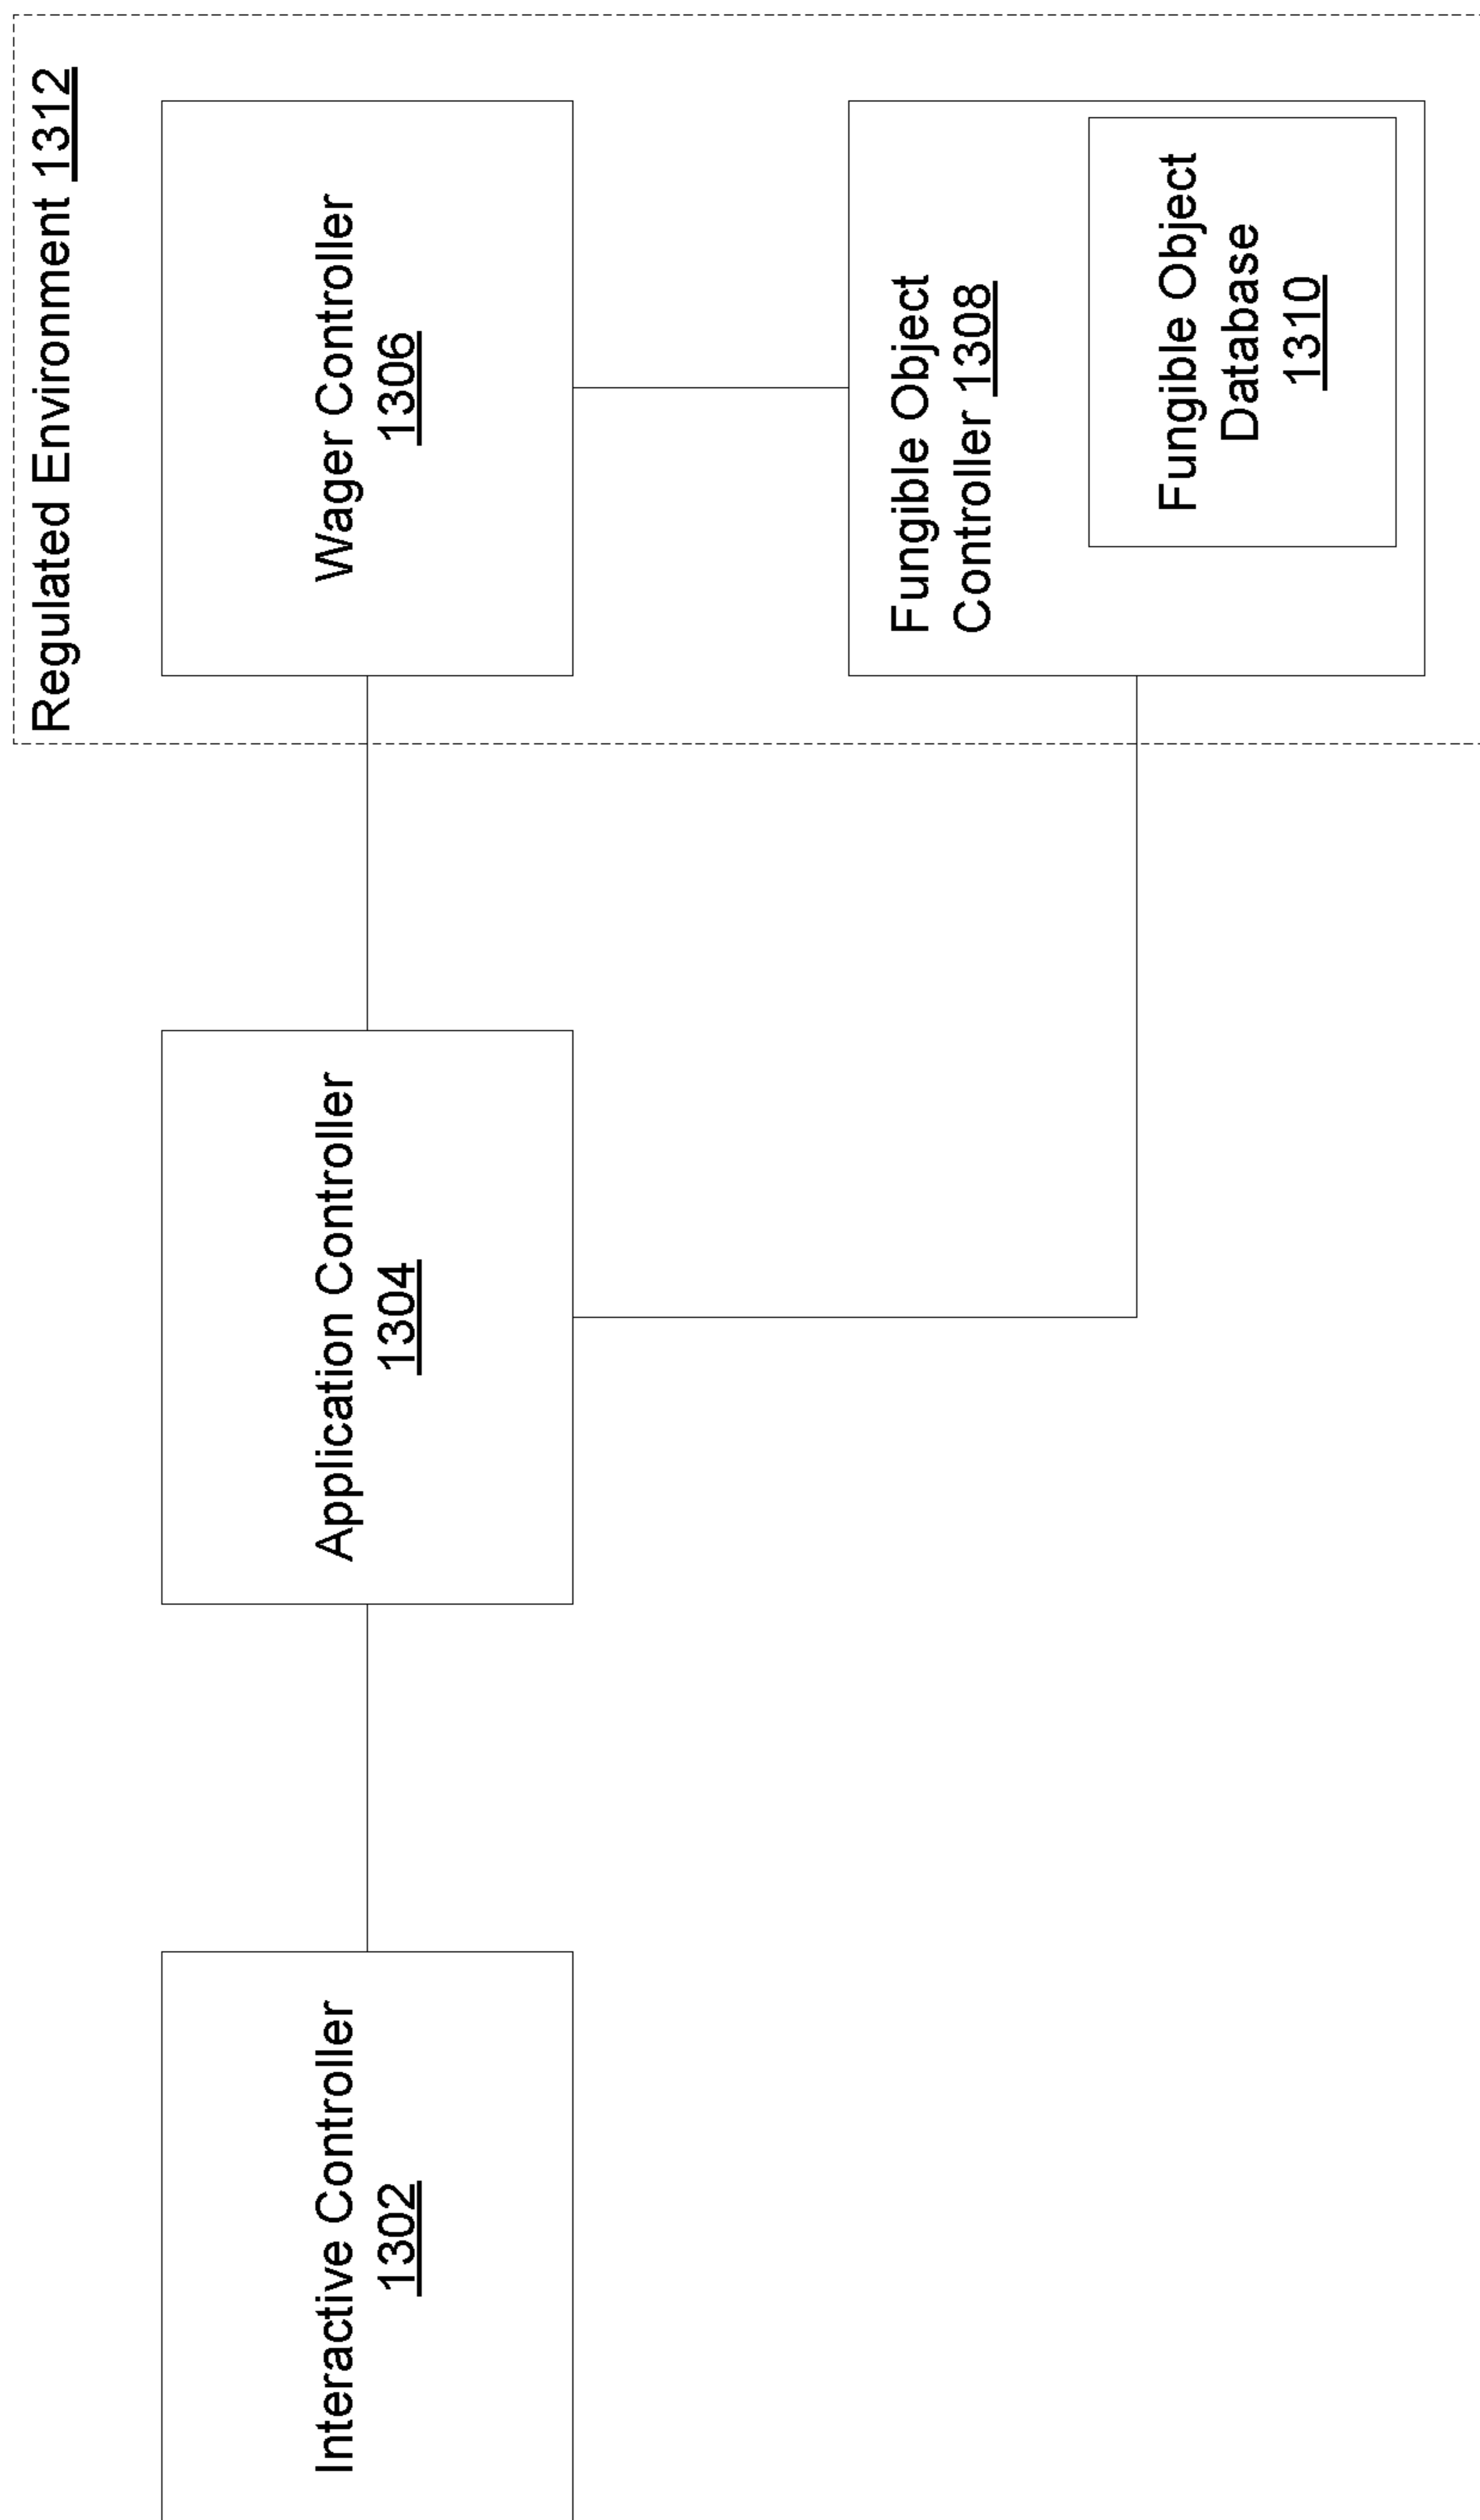 Regulated Environment 1312
Interactive Controller
1302
Application Controller
1304
Wager Controller
1306
Fungible Object
Controller 1308
Fungible Object
Database
1310